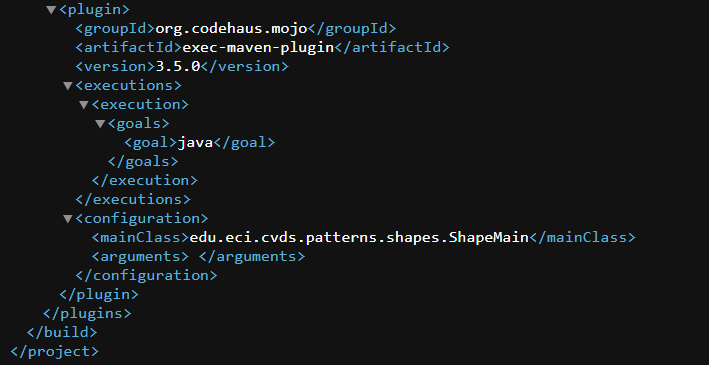 <plugin>
<groupId>org.codehaus.mojo</groupId>
<artifactId>exec-maven-plugin</artifactId>
<version>3.5.0</version>
<executions>
<execution>
<goals>
<goal>java</goal>
</goals>
</execution>
</executions>
<configuration>
<mainClass>edu.eci.cvds.patterns.shapes.ShapeMain</mainClass>
<arguments> </arguments>
</configuration>
</plugin>
</plugins>
</build>
</project>